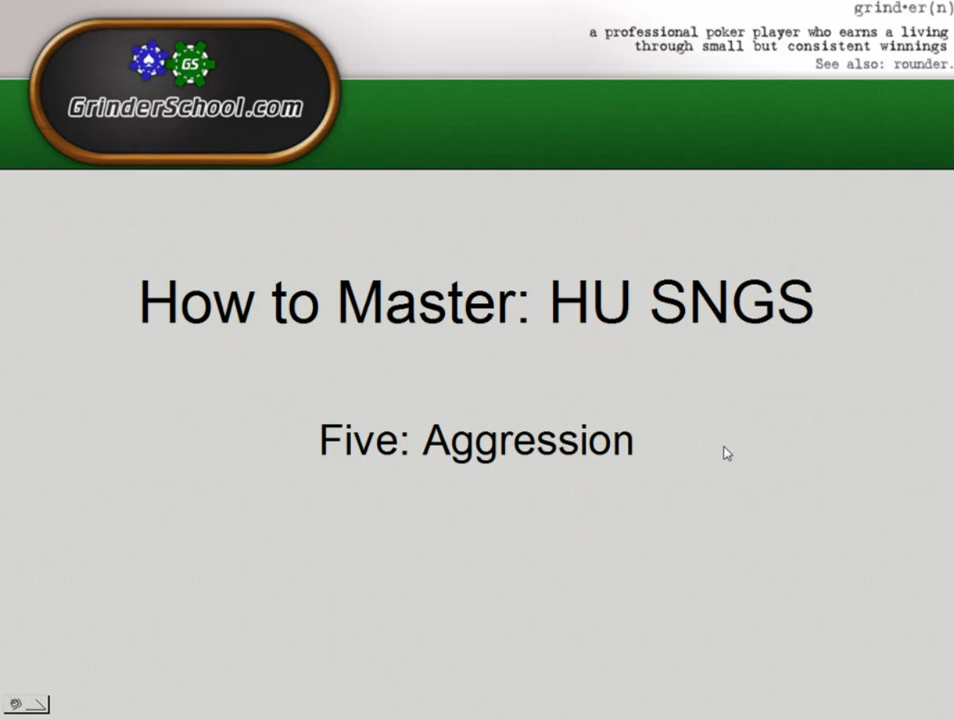 grind•er(n)
a professional poker player who earns a living
through small but consistent winnings
See also: rounder.
GS
GrinderSchool.com
How to Master: HU SNGS
Five: Aggression